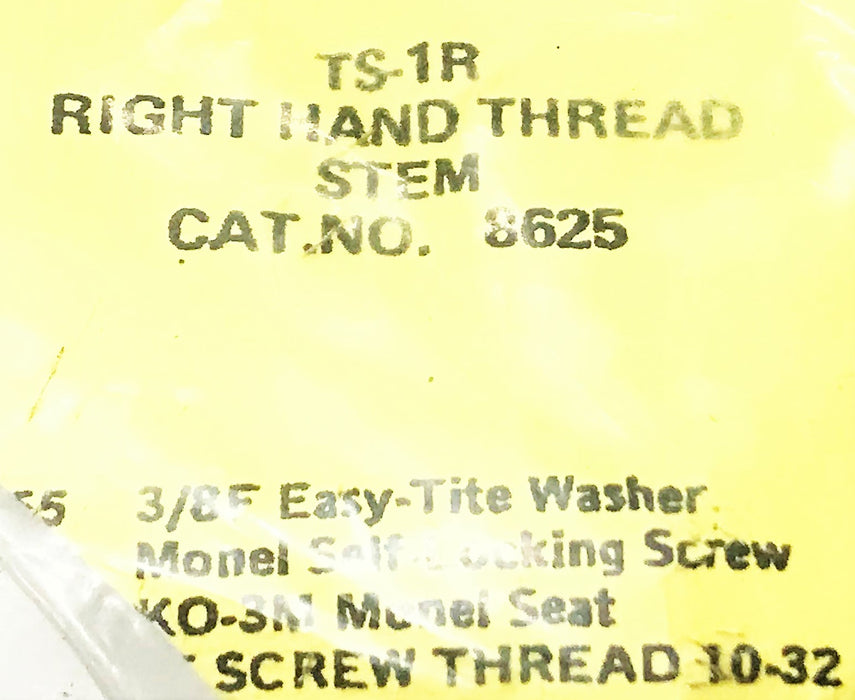 TS-1R
RIGHT HAND THREAD
STEM
CAT.NO. 8625
3/8F Easy-Tite Washer
Monel Self-Locking Screw
KO-3M Monel Seat
SCREW THREAD 10-32